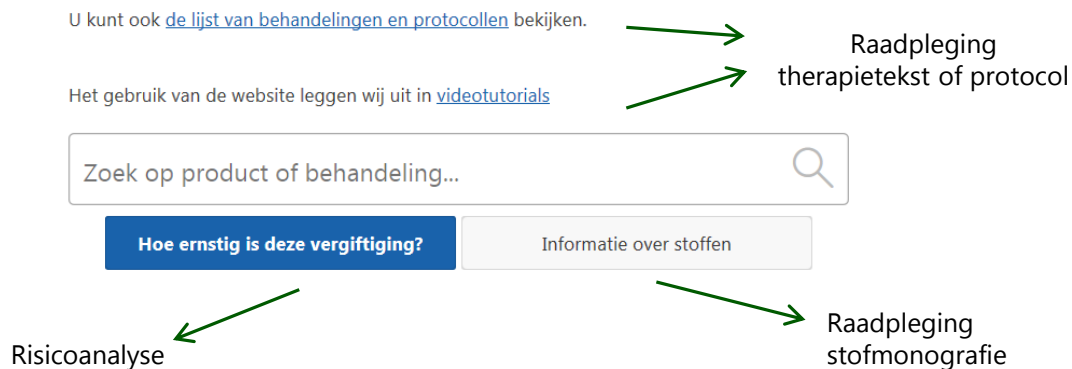 U kunt ook de lijst van behandelingen en protocollen bekijken.
Raadpleging
therapietekst of protocol
Het gebruik van de website leggen wij uit in videotutorials
Zoek op product of behandeling...
Hoe ernstig is deze vergiftiging?
Informatie over stoffen
Risicoanalyse
Raadpleging
stofmonografie